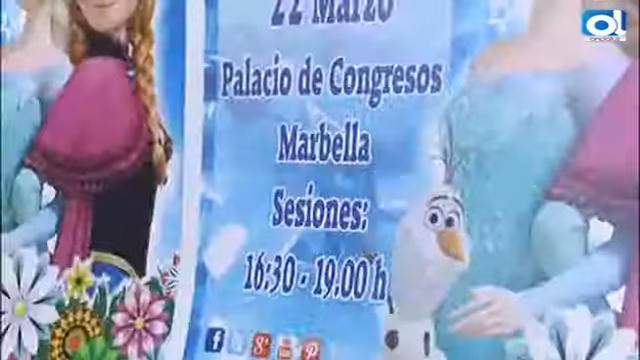 22 Marzo
Palacio de Congresos
Marbella
Sesiones:
16:30 - 19:00 h